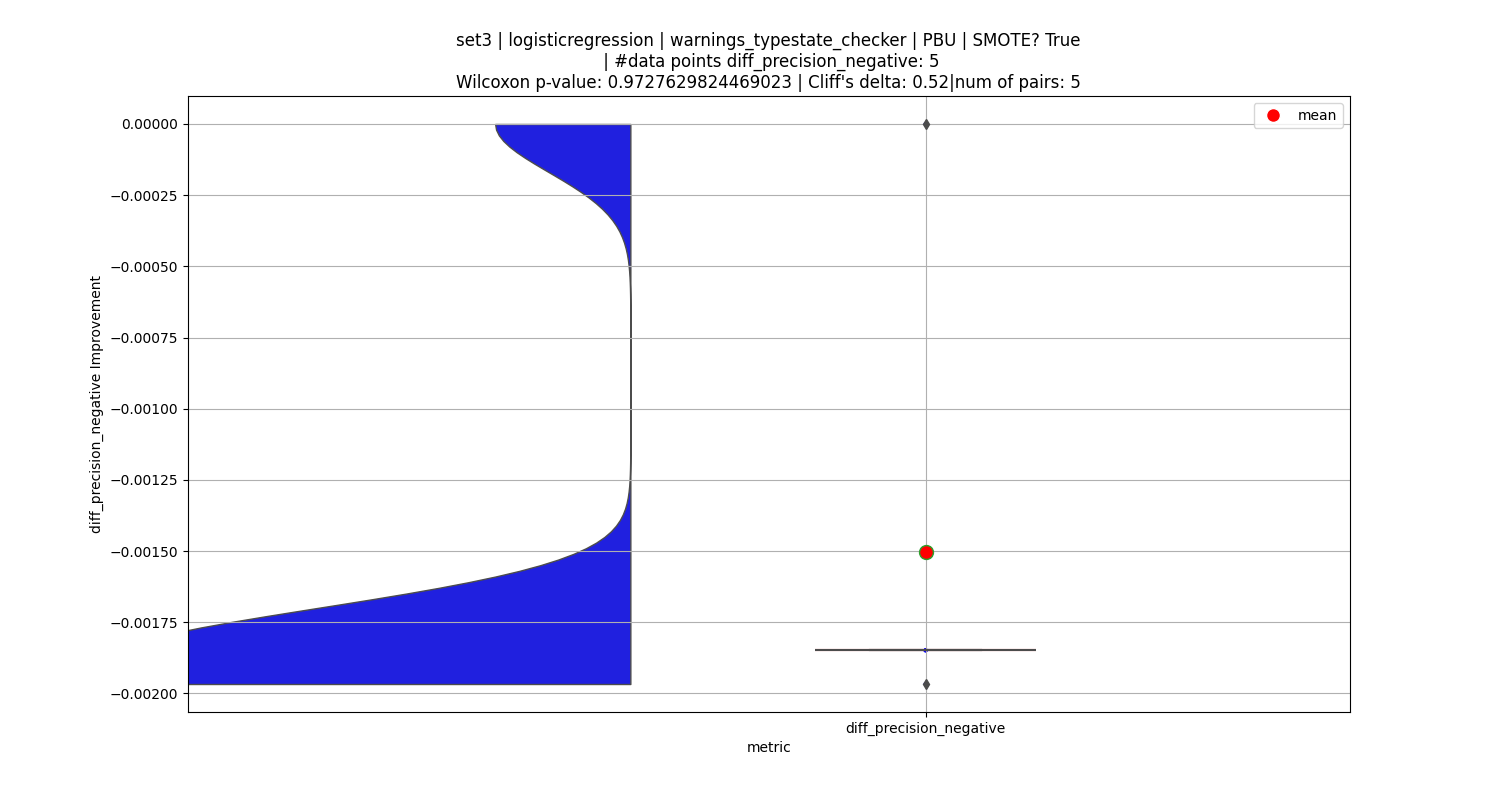 set3 | logisticregression | warnings_typestate_checker | PBU | SMOTE? True
| #data points diff_precision_negative: 5
Wilcoxon p-value: 0.9727629824469023 | Cliff's delta: 0.52|num of pairs: 5
mean
0.00000
−0.00025
−0.00050
−0.00075
−0.00100
−0.00125
−0.00150
−0.00175
−0.00200
diff_precision_negative Improvement
diff_precision_negative
metric